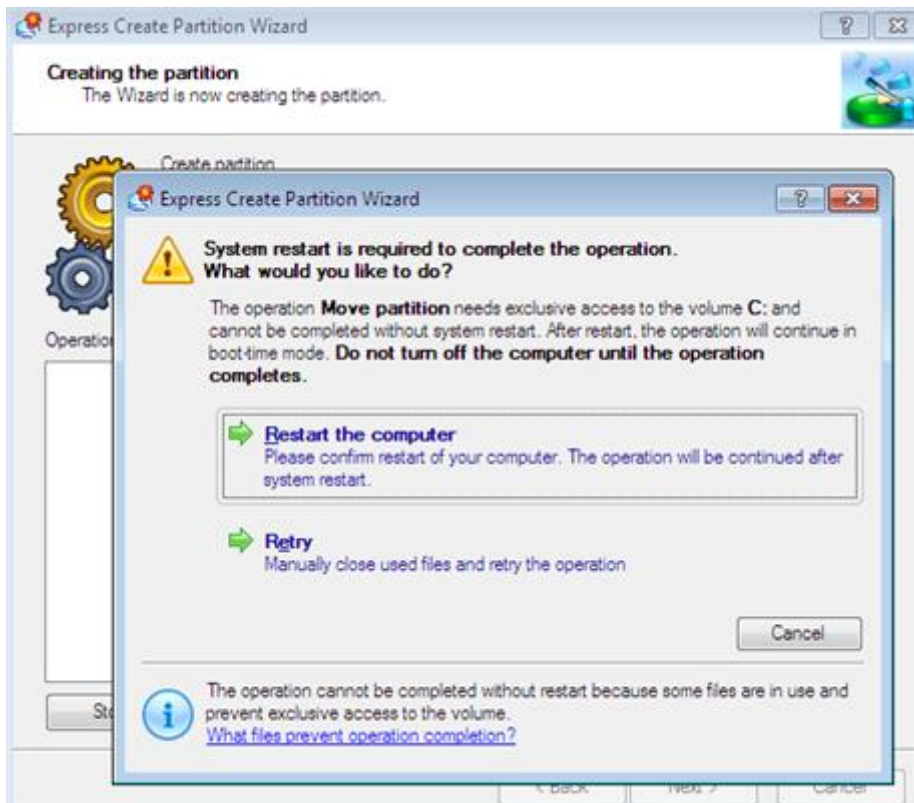 Express Create Partition Wizard
Creating the partition
The Wizard is now creating the partition.
Create partition
Express Create Partition Wizard
System restart is required to complete the operation.
What would you like to do?
The operation Move partition needs exclusive access to the volume C: and
cannot be completed without system restart. After restart, the operation will continue in
boot-time mode. Do not turn off the computer until the operation
completes.
Operation
Restart the computer
Please confirm restart of your computer. The operation will be continued after
system restart.
Retry
Manually close used files and retry the operation
Cancel
The operation cannot be completed without restart because some files are in use and
prevent exclusive access to the volume.
What files prevent operation completion?
Sto
< Back Next > Cancel